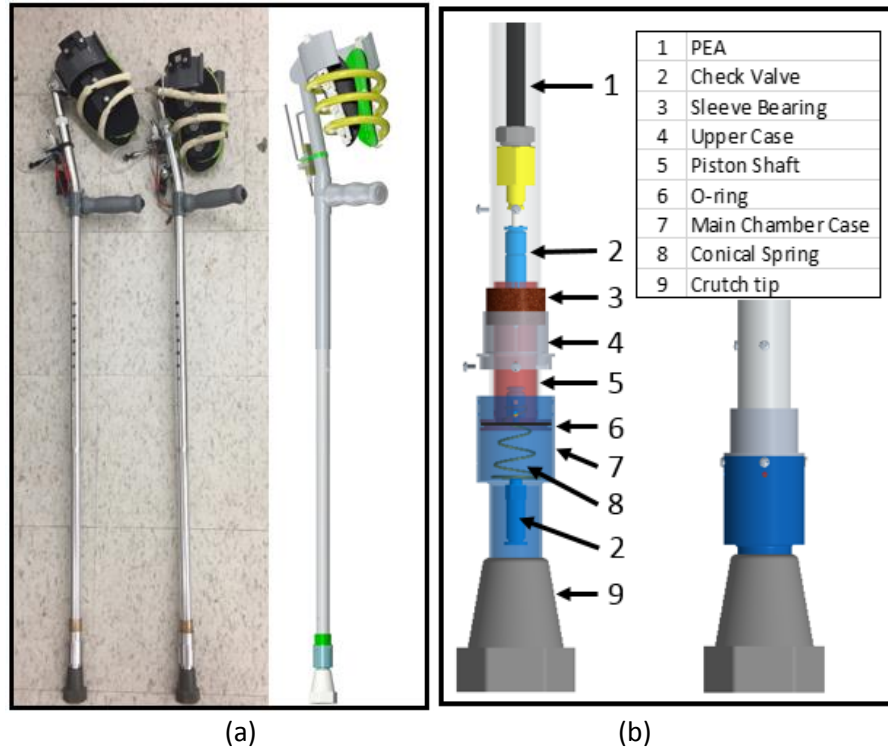 1 PEA
2 Check Valve
3 Sleeve Bearing
4 Upper Case
5 Piston Shaft
6 O-ring
7 Main Chamber Case
8 Conical Spring
9 Crutch tip
1
2
3
4
5
6
7
8
2
9
(a)
(b)